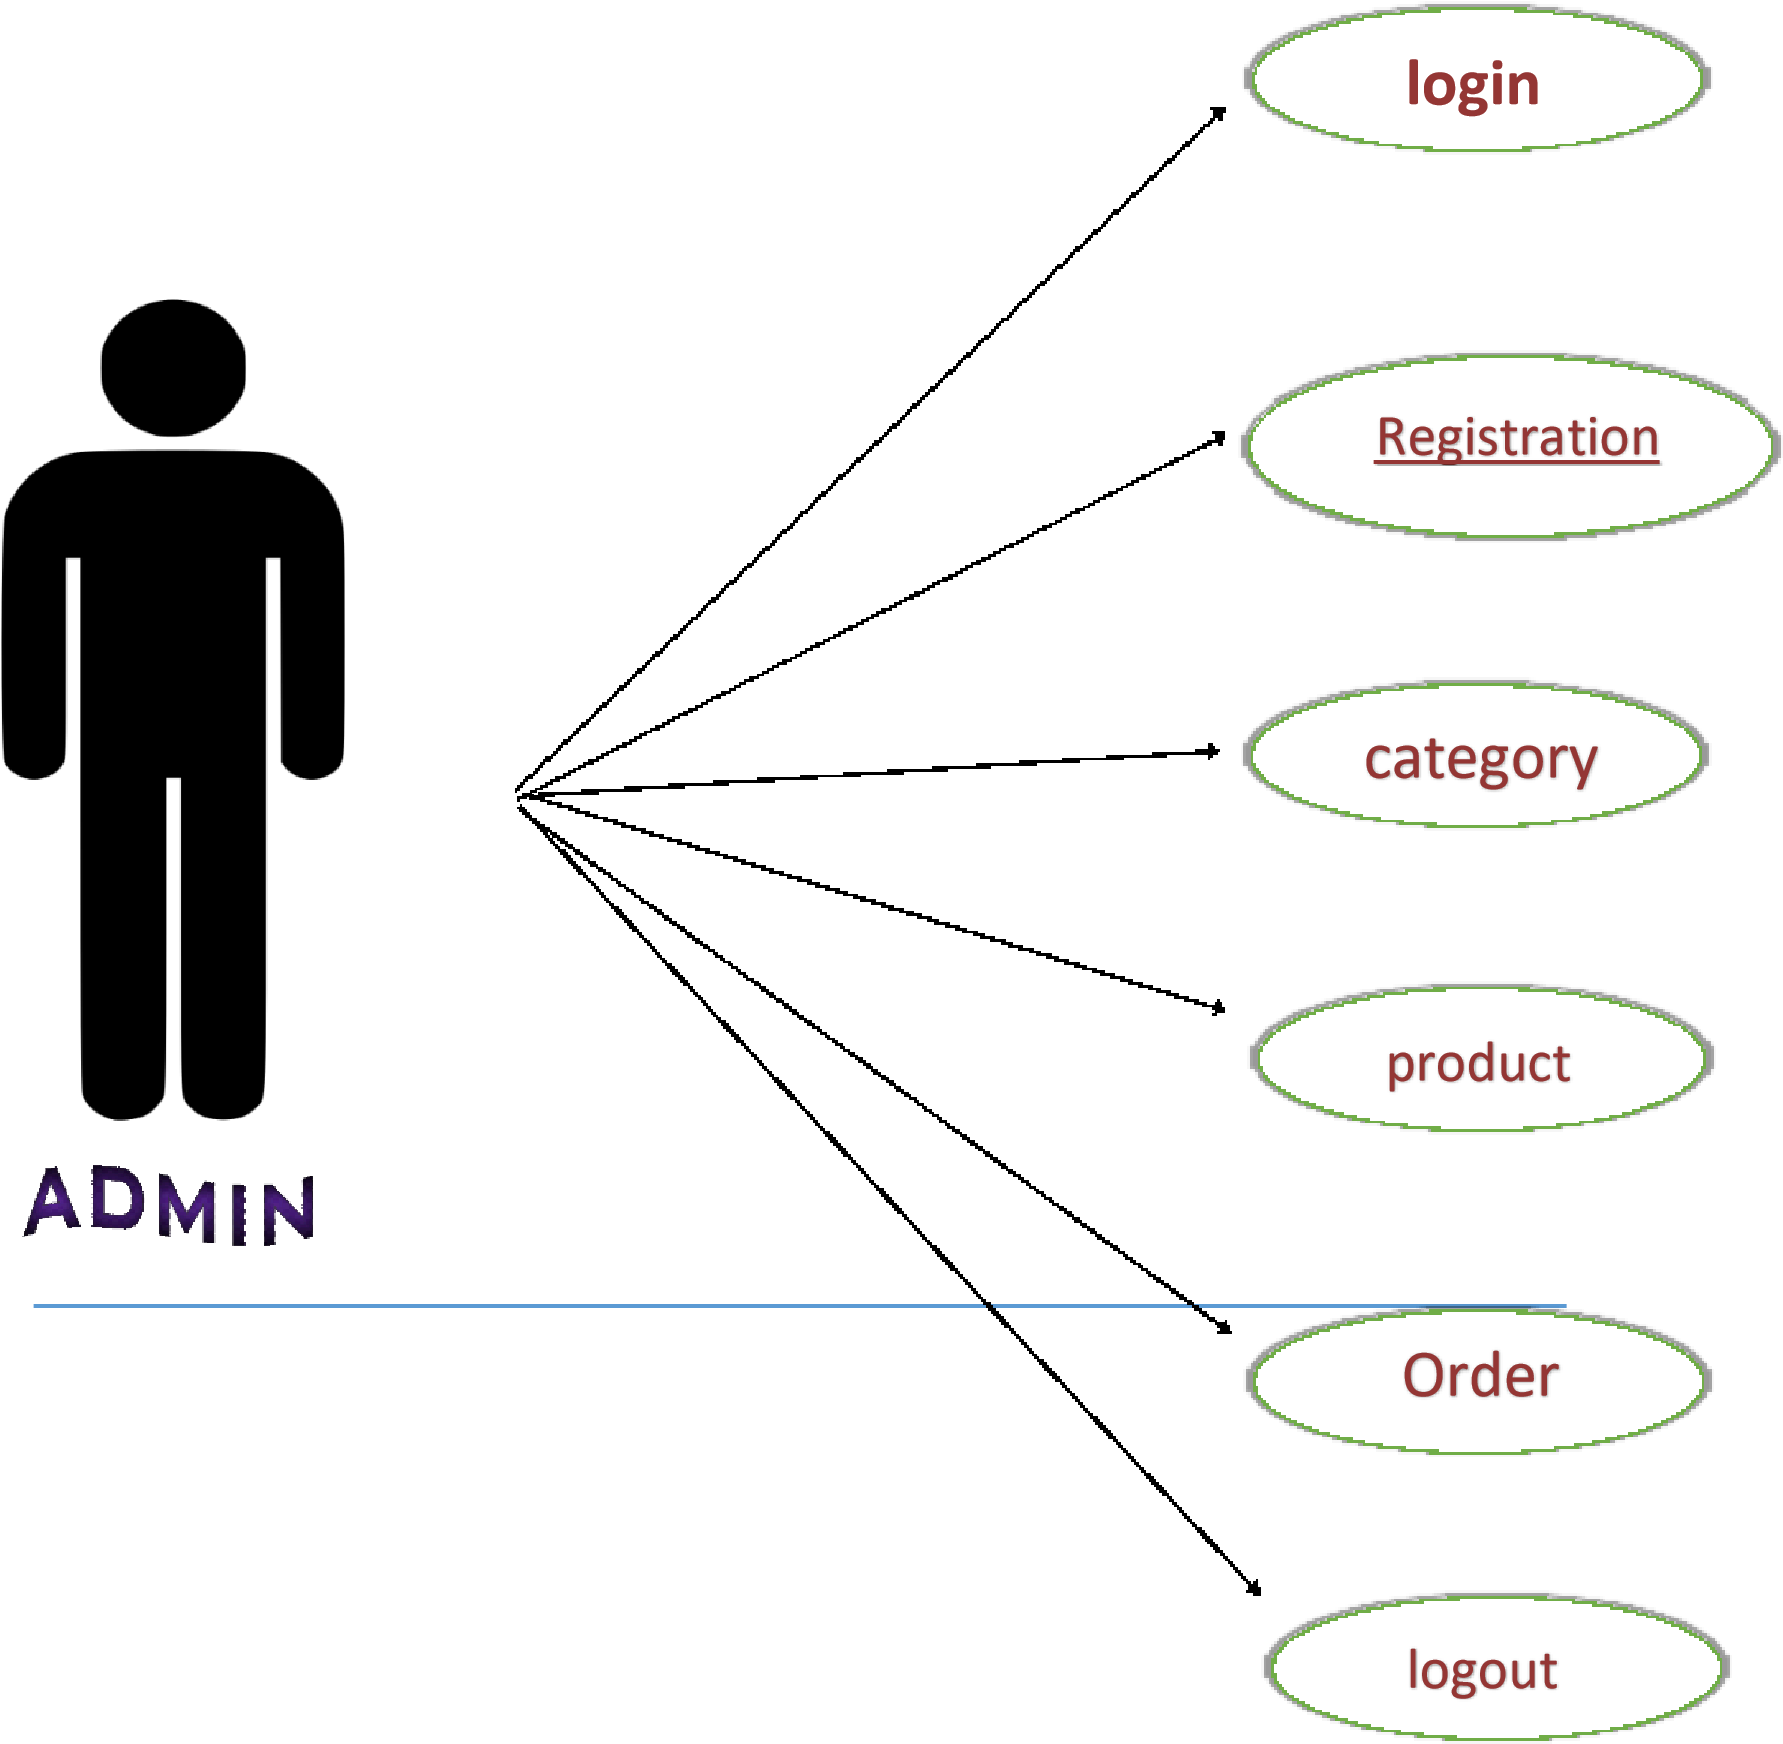 login
Registration
category
product
ADMIN
Order
logout